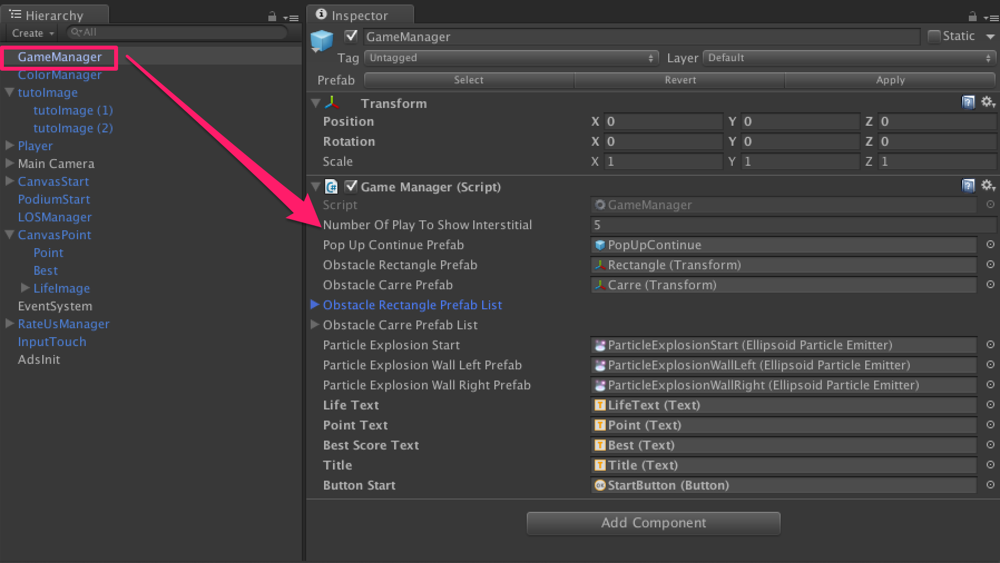 Hierarchy
Create
All
GameManager
ColorManager
tutoImage
tutoImage (1)
tutoImage (2)
Player
Main Camera
CanvasStart
PodiumStart
LOSManager
CanvasPoint
Point
Best
LifeImage
EventSystem
RateUsManager
InputTouch
AdsInit
Inspector
GameManager Static
Tag Untagged Layer Default
Prefab Select Revert Apply
Transform
Position X 0 Y 0 Z 0
Rotation X 0 Y 0 Z 0
Scale X 1 Y 1 Z 1
Game Manager (Script)
Script GameManager
Number Of Play To Show Interstitial 5
Pop Up Continue Prefab PopUpContinue
Obstacle Rectangle Prefab Rectangle (Transform)
Obstacle Carre Prefab Carre (Transform)
Obstacle Rectangle Prefab List
Obstacle Carre Prefab List
Particle Explosion Start ParticleExplosionStart (Ellipsoid Particle Emitter)
Particle Explosion Wall Left Prefab ParticleExplosionWallLeft (Ellipsoid Particle Emitter)
Particle Explosion Wall Right Prefab ParticleExplosionWallRight (Ellipsoid Particle Emitter)
Life Text LifeText (Text)
Point Text Point (Text)
Best Score Text Best (Text)
Title Title (Text)
Button Start StartButton (Button)
Add Component